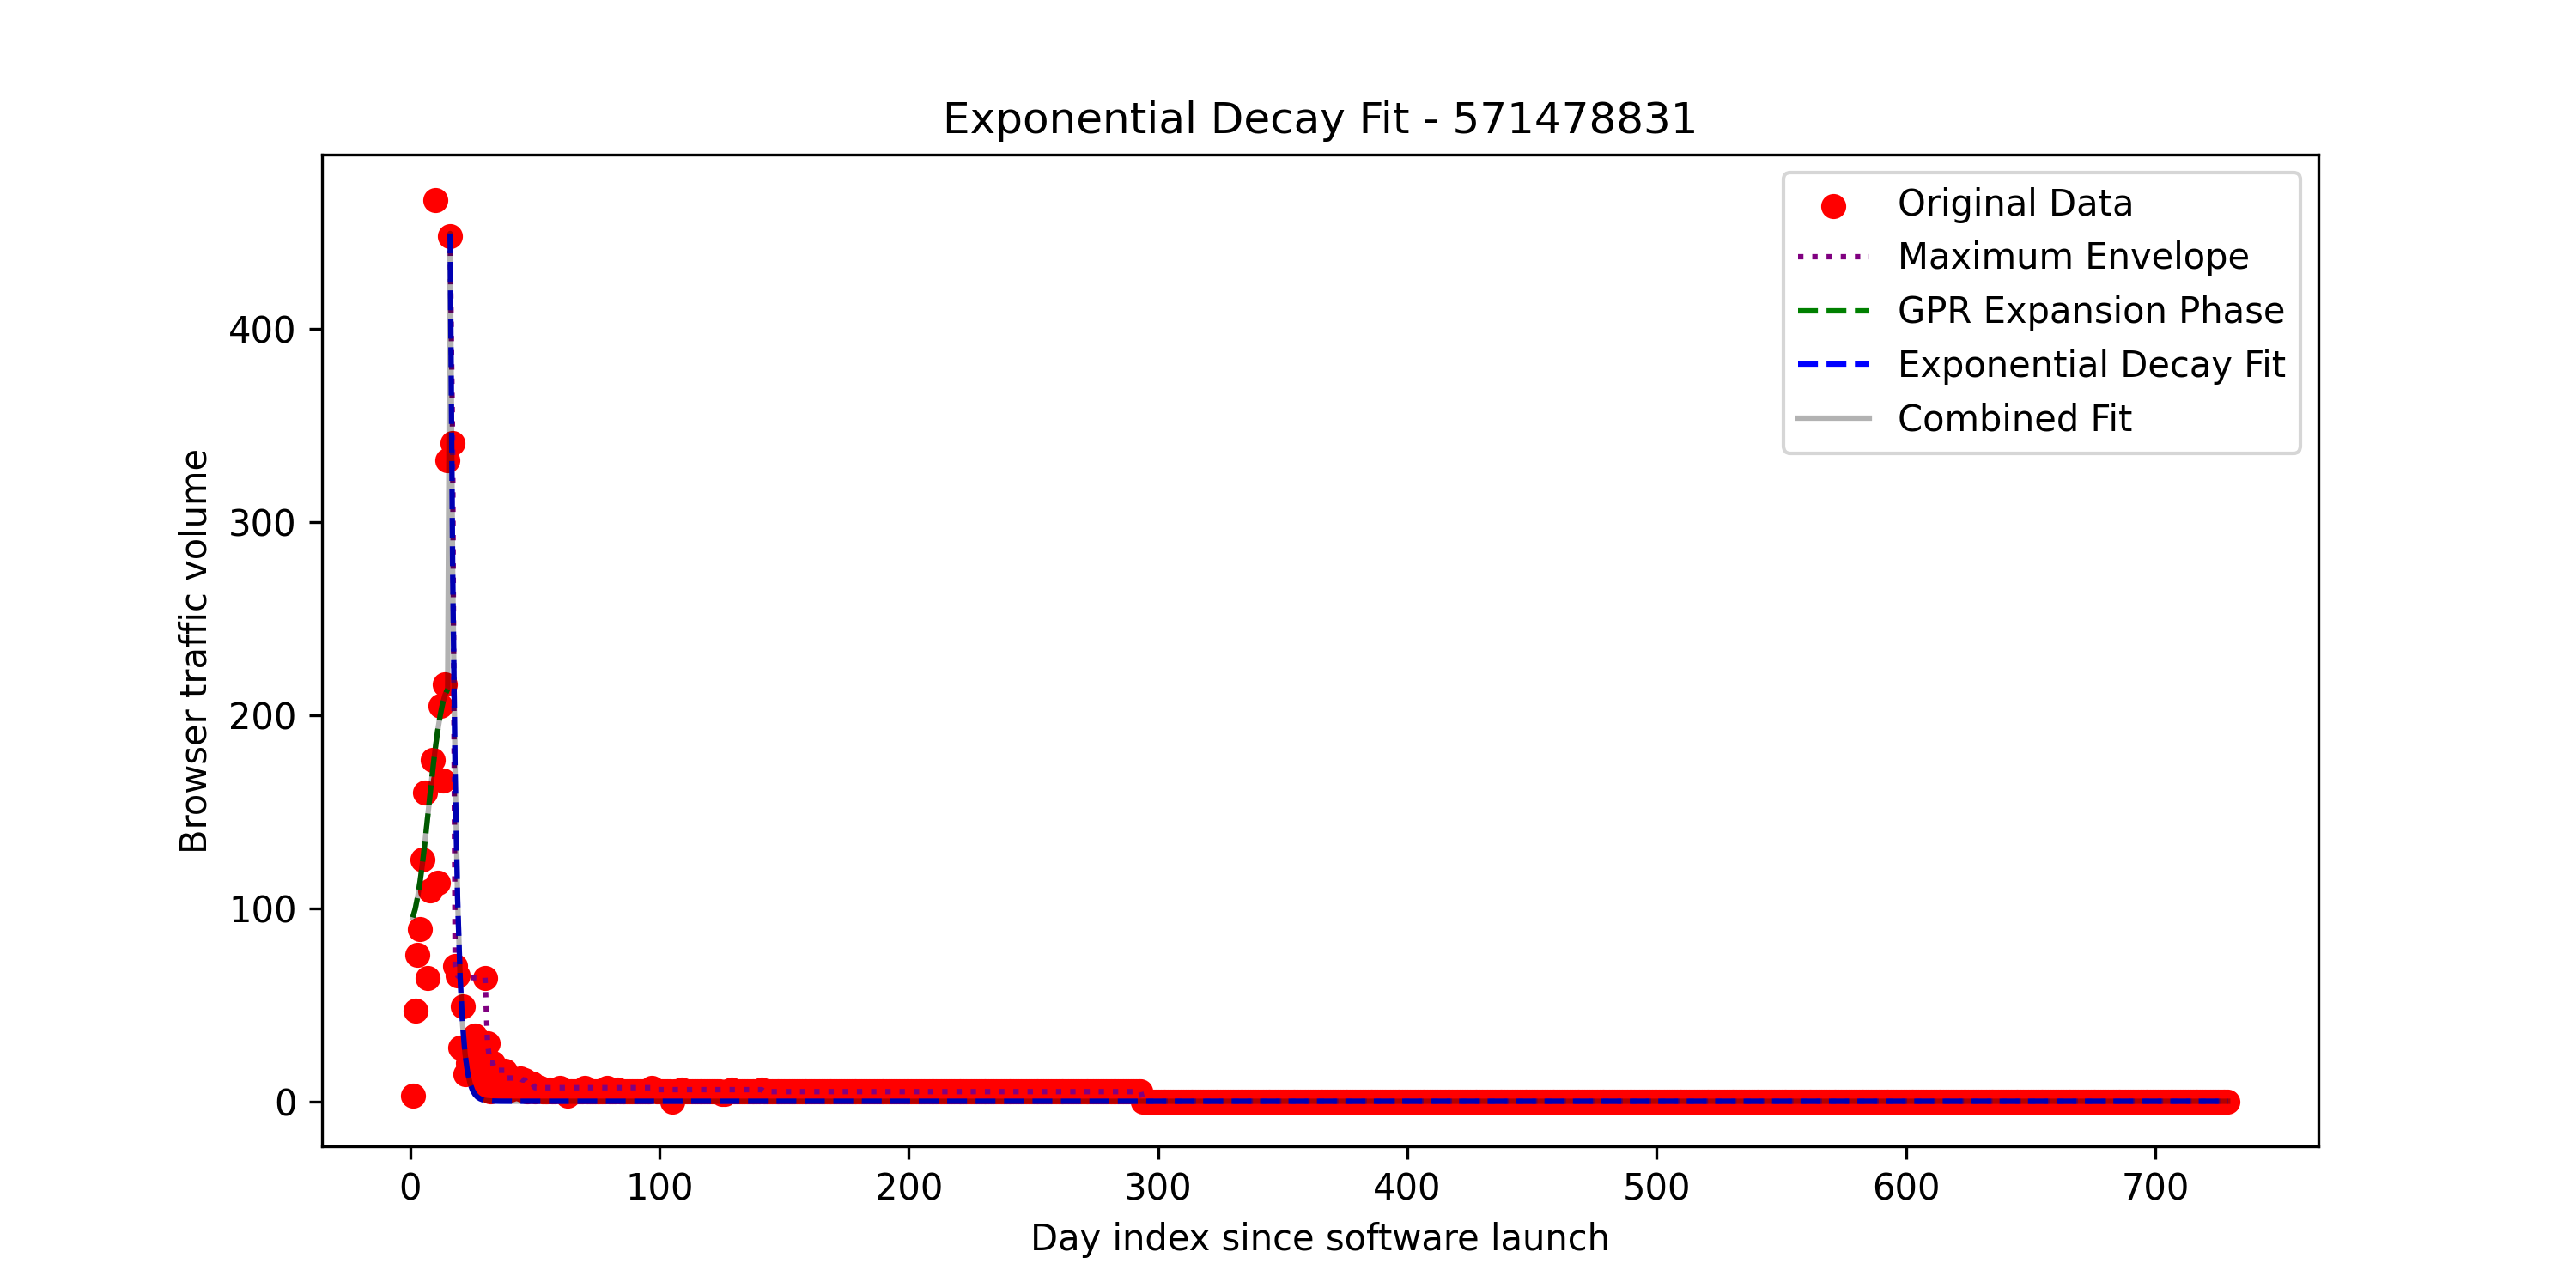 Exponential Decay Fit - 571478831
Original Data
Maximum Envelope
GPR Expansion Phase
Exponential Decay Fit
Combined Fit
Browser traffic volume
400
300
200
100
0
0 100 200 300 400 500 600 700
Day index since software launch